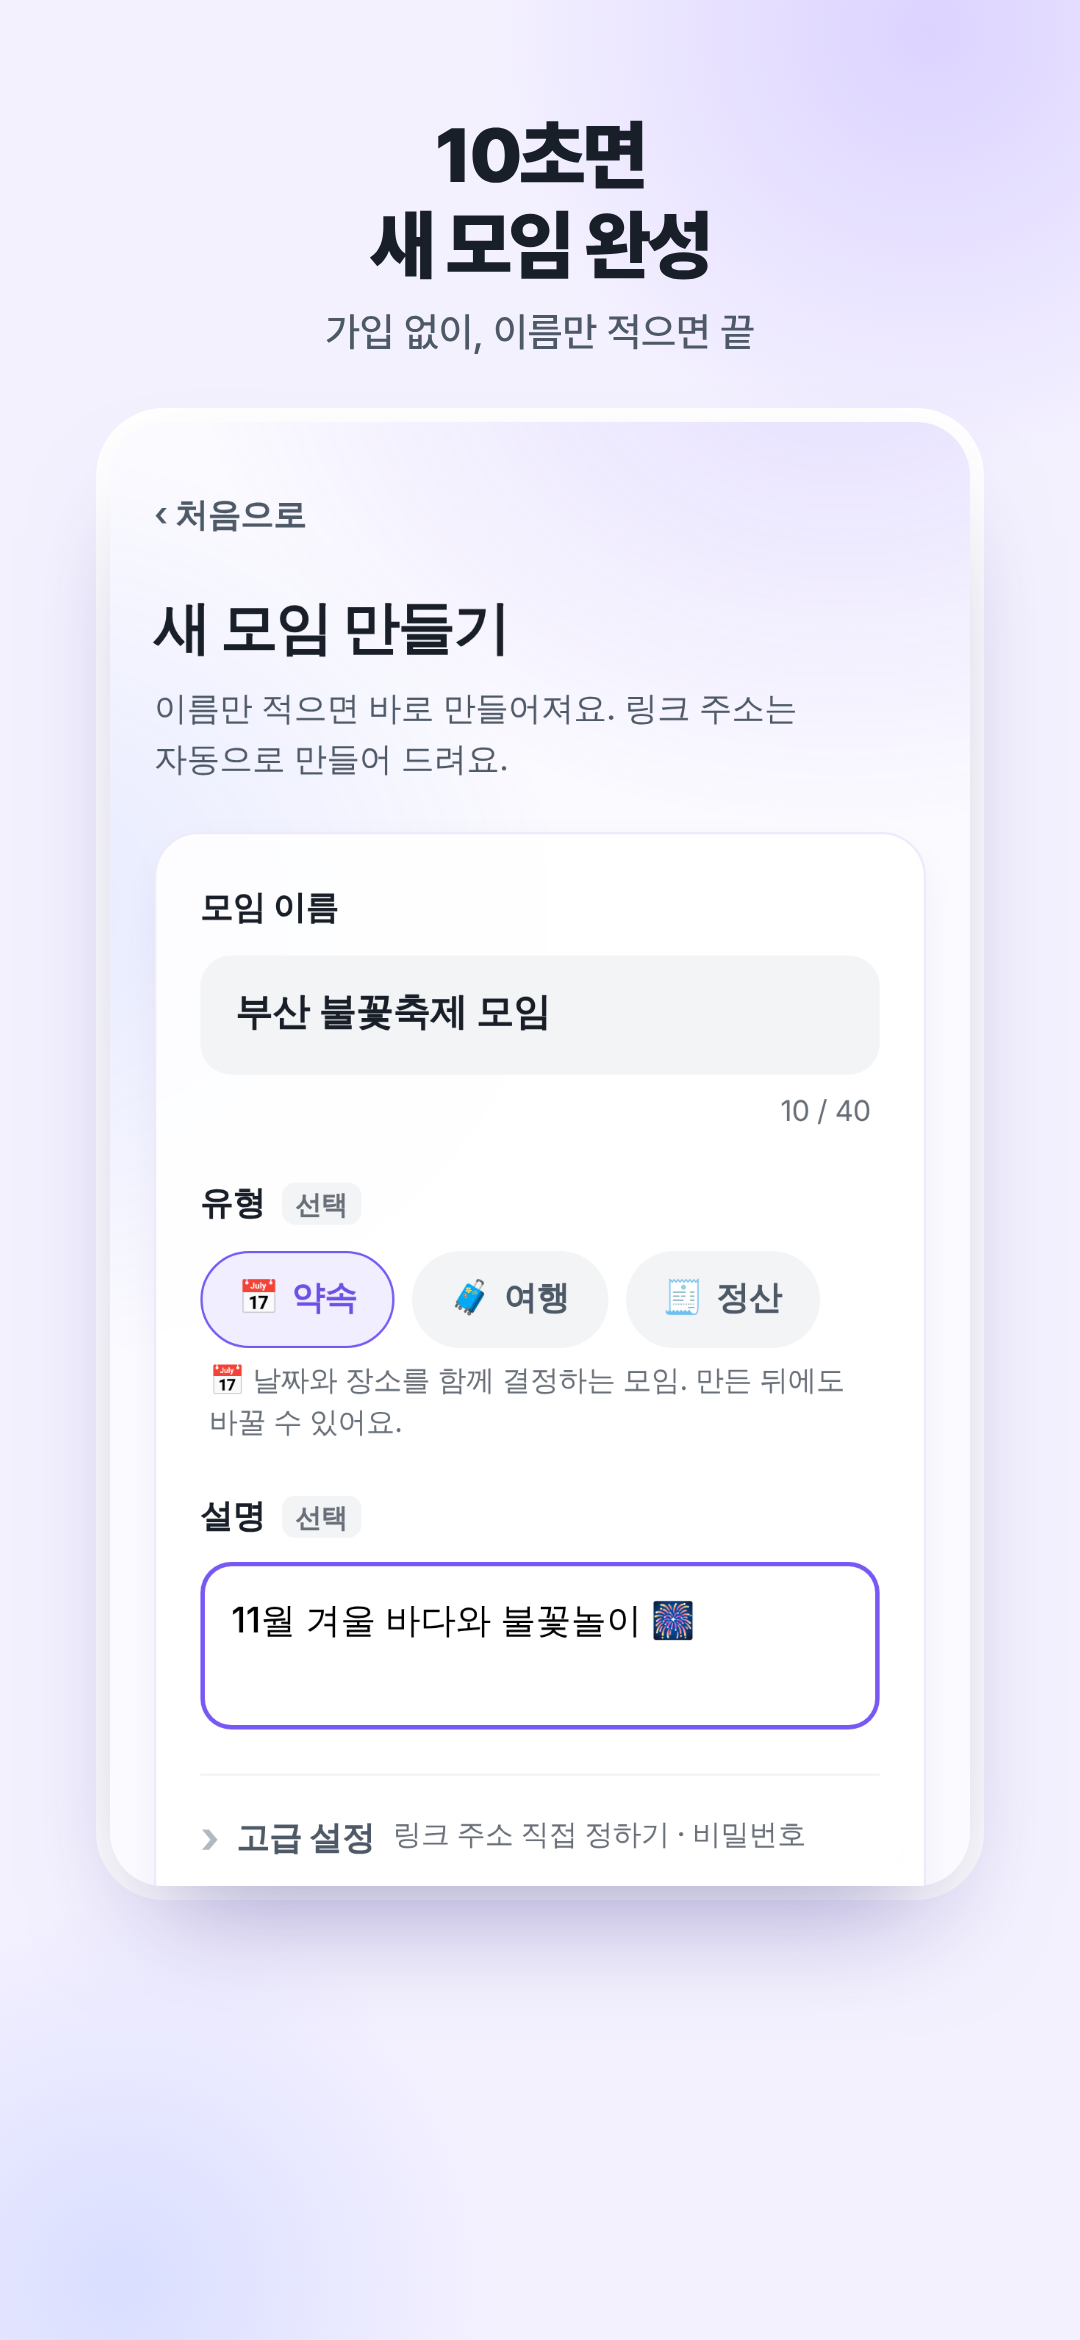 10초면
새 모임 완성
가입 없이, 이름만 적으면 끝
‹ 처음으로
새 모임 만들기
이름만 적으면 바로 만들어져요. 링크 주소는
자동으로 만들어 드려요.
모임 이름
부산 불꽃축제 모임
10 / 40
유형 선택
📅 약속 🧳 여행 🧾 정산
📅 날짜와 장소를 함께 결정하는 모임. 만든 뒤에도
바꿀 수 있어요.
설명 선택
11월 겨울 바다와 불꽃놀이 🎆
› 고급 설정 링크 주소 직접 정하기 · 비밀번호